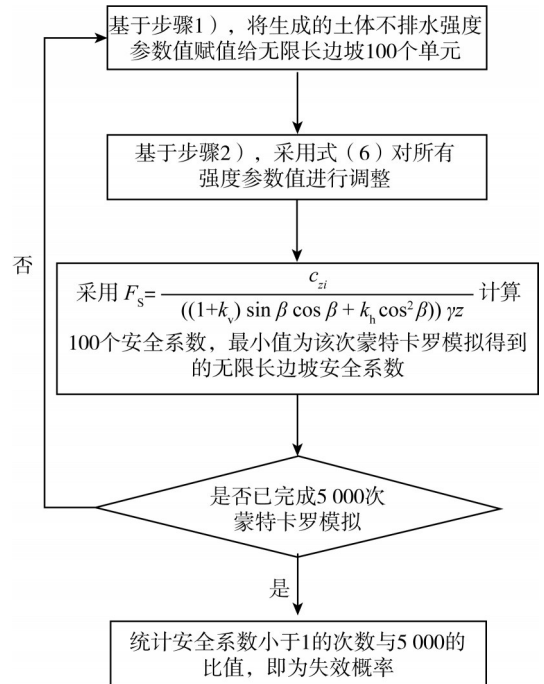 基于步骤1），将生成的土体不排水强度
参数值赋值给无限长边坡100个单元
基于步骤2），采用式（6）对所有
强度参数值进行调整
否
采用 F_S= c_{zi} / ((1+k_v) sin β cos β + k_h cos²β)) γz 计算
100个安全系数，最小值为该次蒙特卡罗模拟得到
的无限长边坡安全系数
是否已完成5 000次
蒙特卡罗模拟
是
统计安全系数小于1的次数与5 000的
比值，即为失效概率